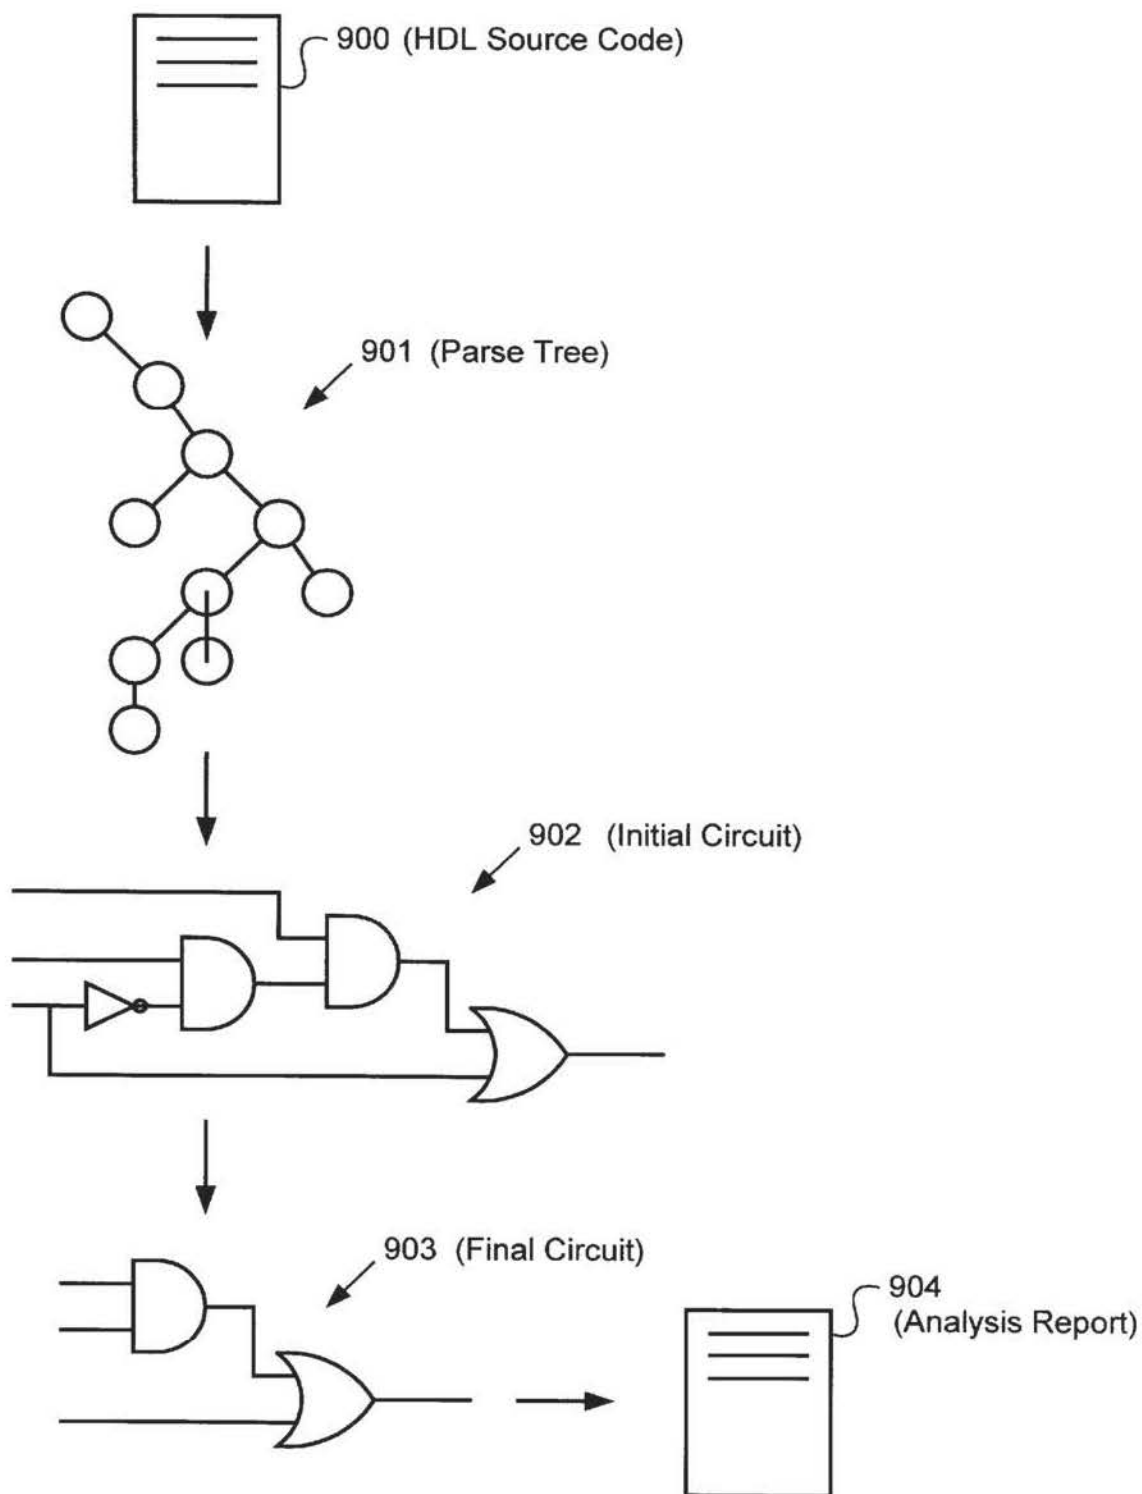 900 (HDL Source Code)
901 (Parse Tree)
902 (Initial Circuit)
903 (Final Circuit)
904
(Analysis Report)